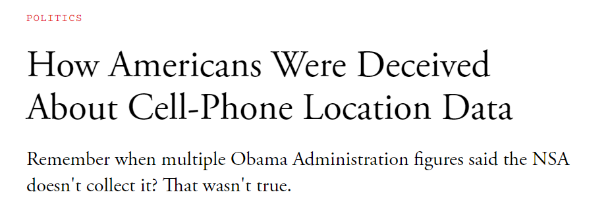 POLITICS
How Americans Were Deceived
About Cell-Phone Location Data
Remember when multiple Obama Administration figures said the NSA
doesn't collect it? That wasn't true.